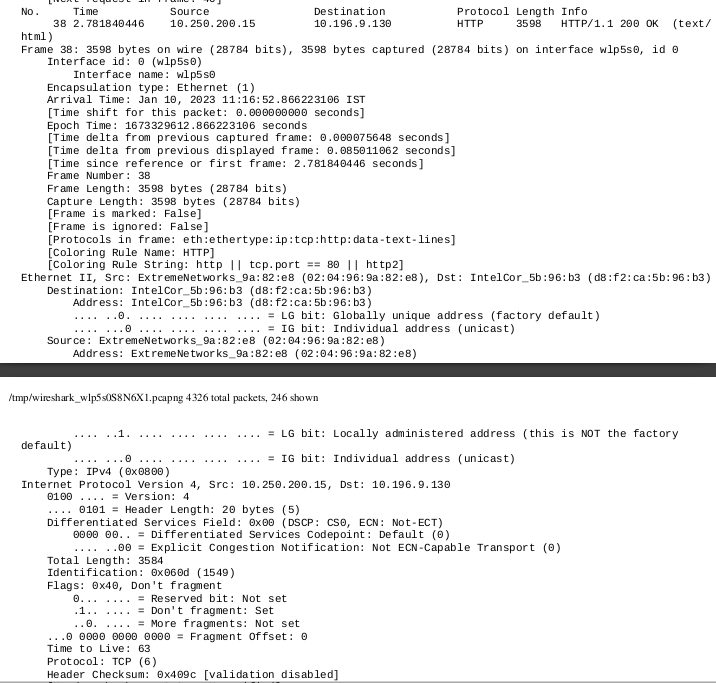 No.     Time           Source                Destination           Protocol Length Info
     38 2.781840446    10.250.200.15         10.196.9.130          HTTP     3598   HTTP/1.1 200 OK  (text/
html)
Frame 38: 3598 bytes on wire (28784 bits), 3598 bytes captured (28784 bits) on interface wlp5s0, id 0
    Interface id: 0 (wlp5s0)
        Interface name: wlp5s0
    Encapsulation type: Ethernet (1)
    Arrival Time: Jan 10, 2023 11:16:52.866223106 IST
    [Time shift for this packet: 0.000000000 seconds]
    Epoch Time: 1673329612.866223106 seconds
    [Time delta from previous captured frame: 0.000075648 seconds]
    [Time delta from previous displayed frame: 0.085011062 seconds]
    [Time since reference or first frame: 2.781840446 seconds]
    Frame Number: 38
    Frame Length: 3598 bytes (28784 bits)
    Capture Length: 3598 bytes (28784 bits)
    [Frame is marked: False]
    [Frame is ignored: False]
    [Protocols in frame: eth:ethertype:ip:tcp:http:data-text-lines]
    [Coloring Rule Name: HTTP]
    [Coloring Rule String: http || tcp.port == 80 || http2]
Ethernet II, Src: ExtremeNetworks_9a:82:e8 (02:04:96:9a:82:e8), Dst: IntelCor_5b:96:b3 (d8:f2:ca:5b:96:b3)
    Destination: IntelCor_5b:96:b3 (d8:f2:ca:5b:96:b3)
        Address: IntelCor_5b:96:b3 (d8:f2:ca:5b:96:b3)
        .... ..0. .... .... .... .... = LG bit: Globally unique address (factory default)
        .... ...0 .... .... .... .... = IG bit: Individual address (unicast)
    Source: ExtremeNetworks_9a:82:e8 (02:04:96:9a:82:e8)
        Address: ExtremeNetworks_9a:82:e8 (02:04:96:9a:82:e8)
/tmp/wireshark_wlp5s0S8N6X1.pcapng 4326 total packets, 246 shown
        .... ..1. .... .... .... .... = LG bit: Locally administered address (this is NOT the factory
default)
        .... ...0 .... .... .... .... = IG bit: Individual address (unicast)
    Type: IPv4 (0x0800)
Internet Protocol Version 4, Src: 10.250.200.15, Dst: 10.196.9.130
    0100 .... = Version: 4
    .... 0101 = Header Length: 20 bytes (5)
    Differentiated Services Field: 0x00 (DSCP: CS0, ECN: Not-ECT)
        0000 00.. = Differentiated Services Codepoint: Default (0)
        .... ..00 = Explicit Congestion Notification: Not ECN-Capable Transport (0)
    Total Length: 3584
    Identification: 0x060d (1549)
    Flags: 0x40, Don't fragment
        0... .... = Reserved bit: Not set
        .1.. .... = Don't fragment: Set
        ..0. .... = More fragments: Not set
    ...0 0000 0000 0000 = Fragment Offset: 0
    Time to Live: 63
    Protocol: TCP (6)
    Header Checksum: 0x409c [validation disabled]